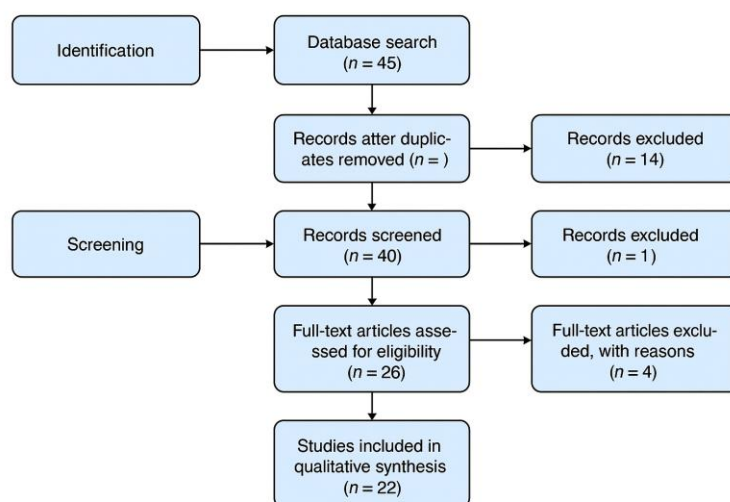 Identification
Database search
(n = 45)
Records atter duplic-
ates removed (n = )
Records excluded
(n = 14)
Screening
Records screened
(n = 40)
Records excluded
(n = 1)
Full-text articles asse-
ssed for eligibility
(n = 26)
Full-text articles exclu-
ded, with reasons
(n = 4)
Studies included in
qualitative synthesis
(n = 22)